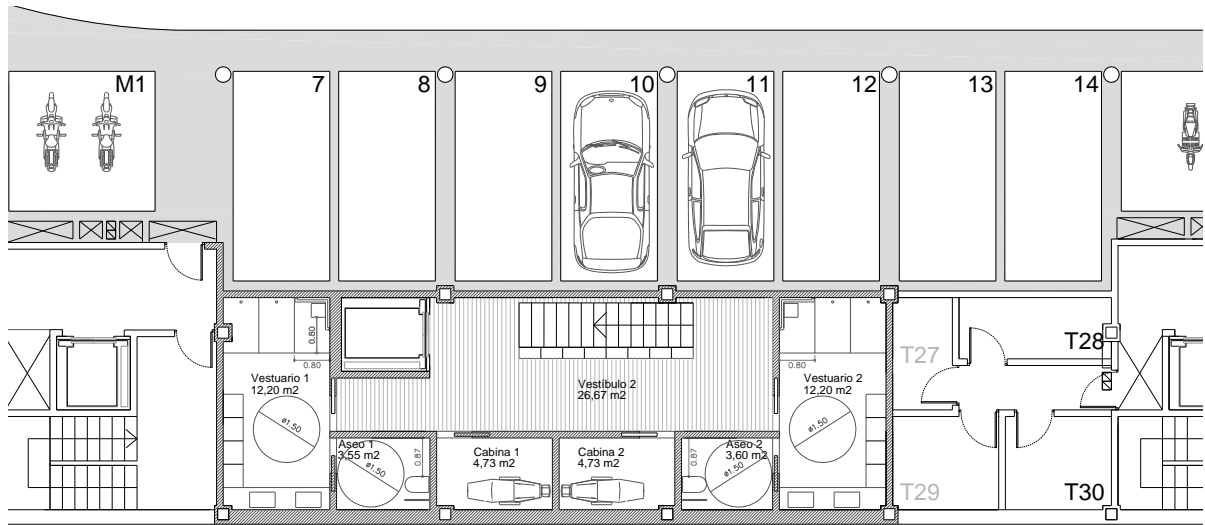 M1
7
8
9
10
11
12
13
14
T27
T28
0.80
0.80
0.80
0.80
Vestuario 1
12,20 m2
Vestíbulo 2
26,67 m2
Vestuario 2
12,20 m2
ø1.50
ø1.50
Aseo 1
3,55 m2
ø1.50
0.87
Cabina 1
4,73 m2
Cabina 2
4,73 m2
0.87
Aseo 2
3,60 m2
ø1.50
T29
T30